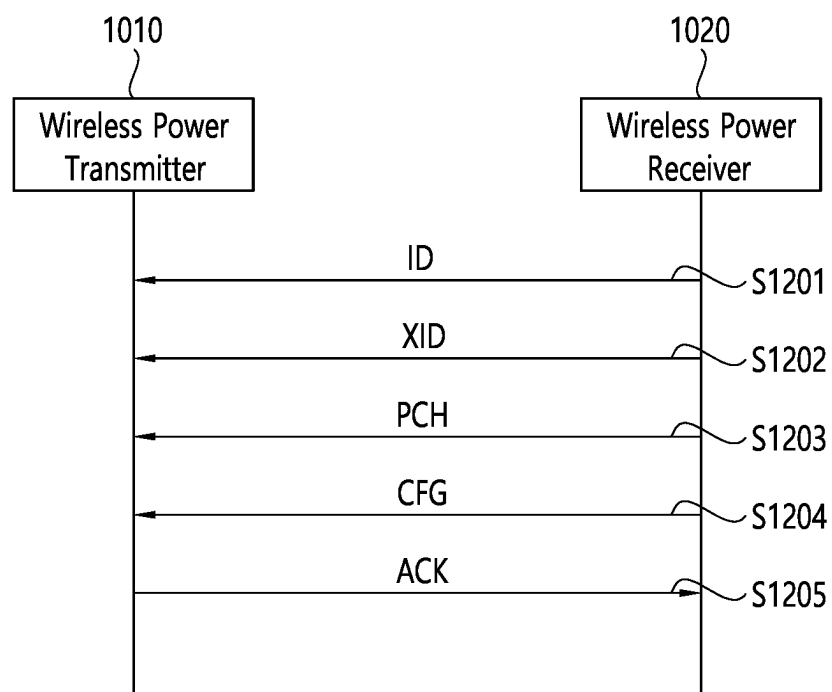 1010
1020
Wireless Power
Transmitter
Wireless Power
Receiver
ID
S1201
XID
S1202
PCH
S1203
CFG
S1204
ACK
S1205